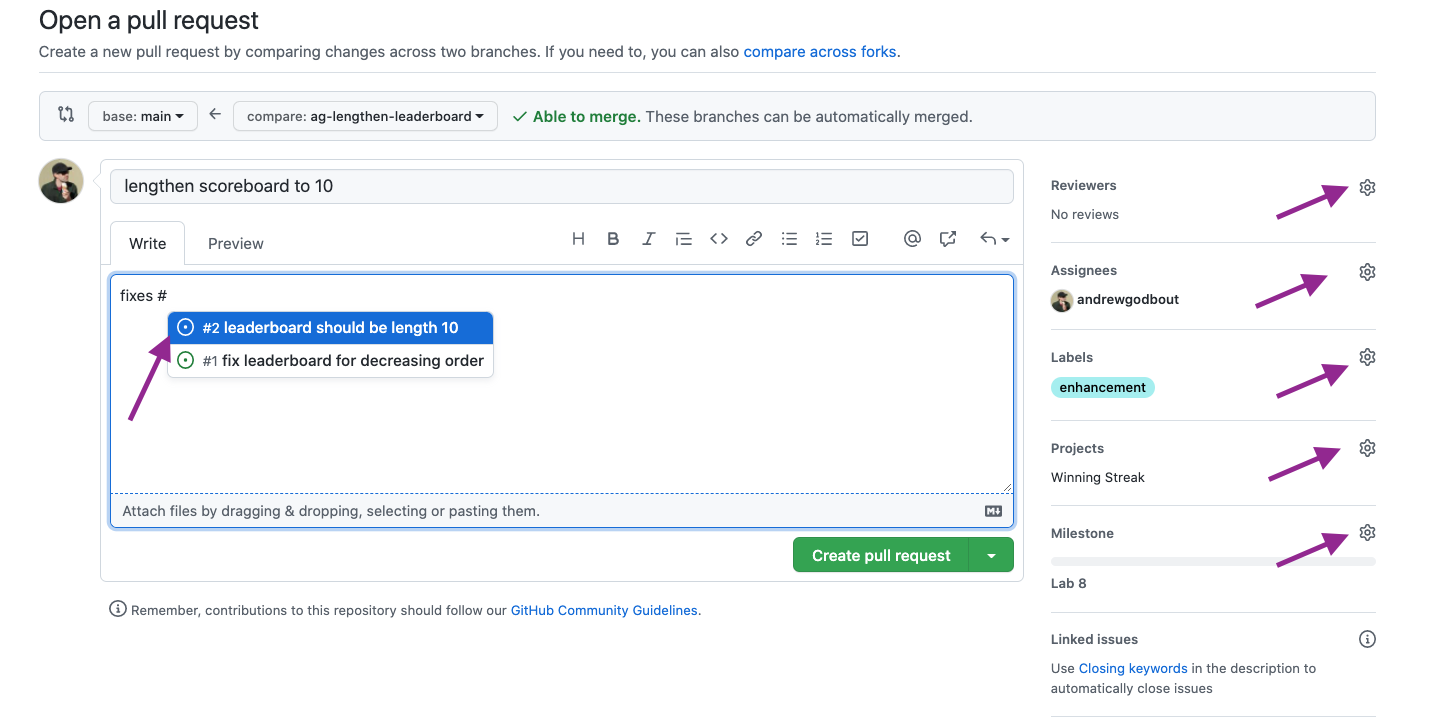 Open a pull request
Create a new pull request by comparing changes across two branches. If you need to, you can also compare across forks.
base: main
compare: ag-lengthen-leaderboard
Able to merge. These branches can be automatically merged.
lengthen scoreboard to 10
Write
Preview
fixes #
#2 leaderboard should be length 10
#1 fix leaderboard for decreasing order
Attach files by dragging & dropping, selecting or pasting them.
Create pull request
Remember, contributions to this repository should follow our GitHub Community Guidelines.
Reviewers
No reviews
Assignees
andrewgodbout
Labels
enhancement
Projects
Winning Streak
Milestone
Lab 8
Linked issues
Use Closing keywords in the description to
automatically close issues